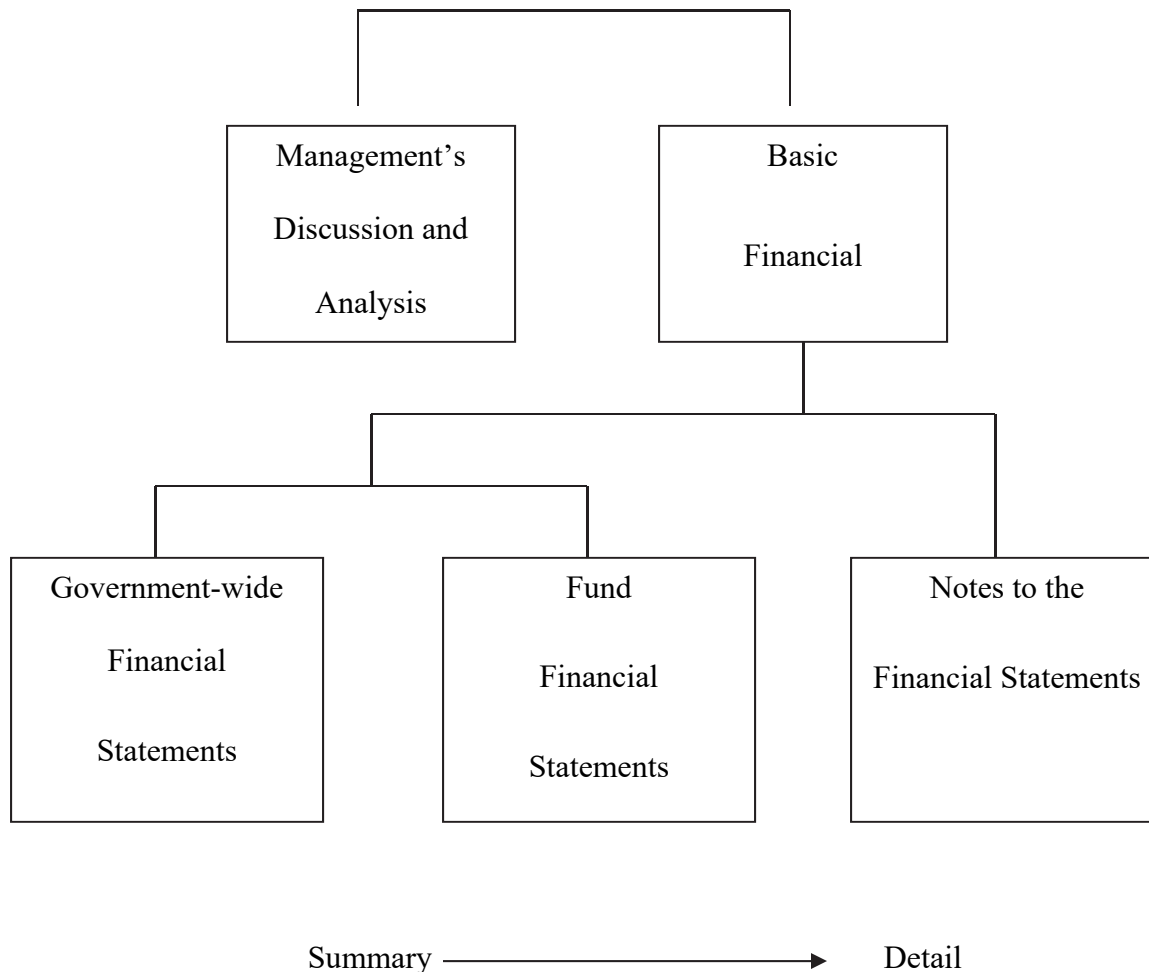 Management’s
Discussion and
Analysis
Basic
Financial
Government-wide
Financial
Statements
Fund
Financial
Statements
Notes to the
Financial Statements
Summary
Detail